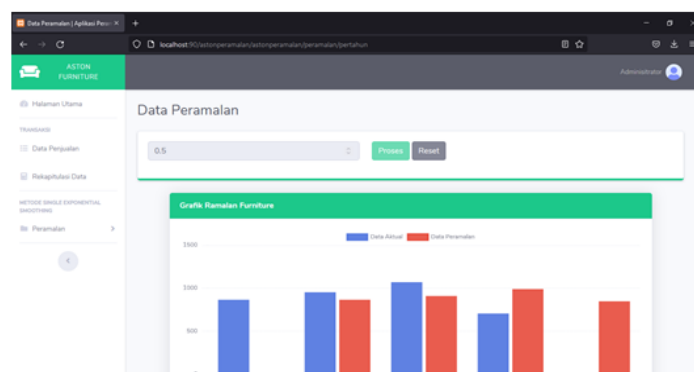 Data Peramalan | Aplikasi Pera
localhost:90/astonperamalan/astonperamalan/peramalan/pertahun
ASTON
FURNITURE
Administrator
Halaman Utama
TRANSAKSI
Data Penjualan
Rekapitulasi Data
METODE SINGLE EXPONENTIAL
SMOOTHING
Peramalan
Data Peramalan
0.5
Proses
Reset
Grafik Ramalan Furniture
Data Aktual
Data Peramalan
1500
1000
500